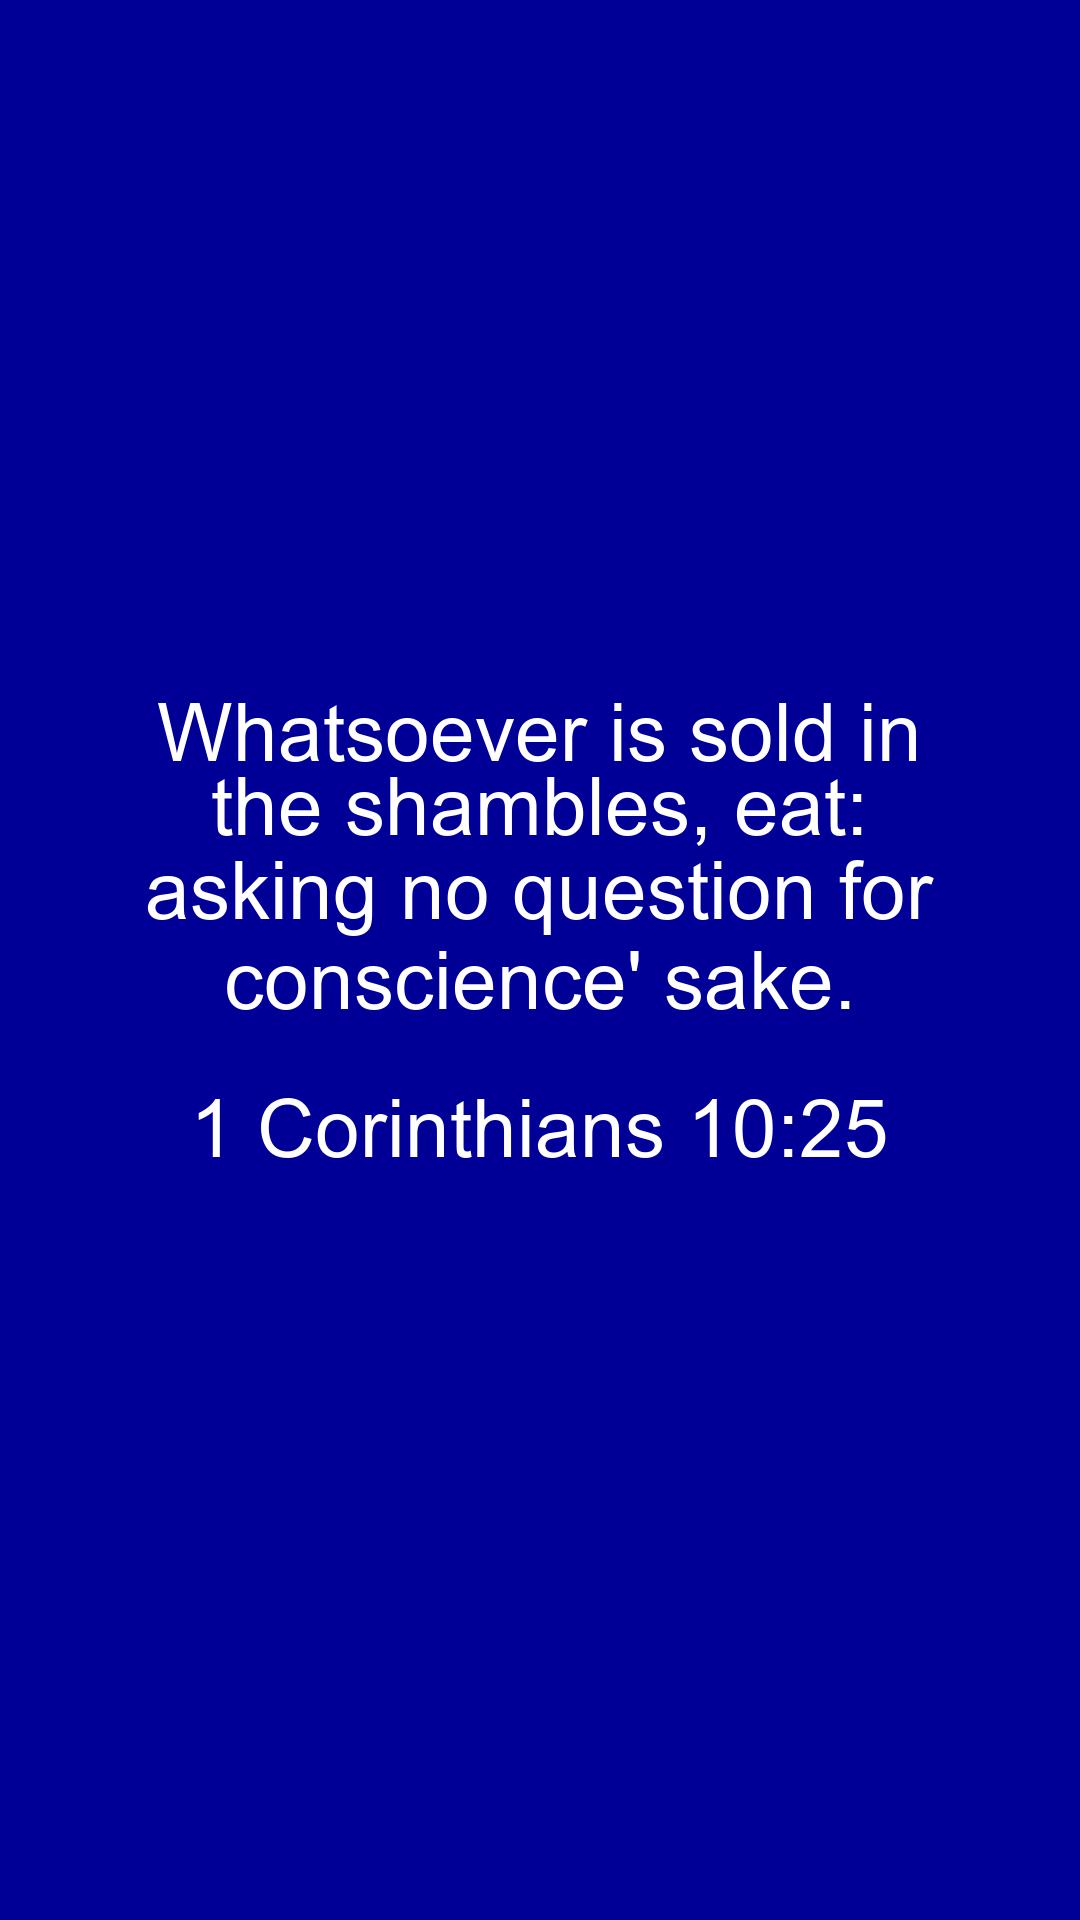 Whatsoever is sold in
the shambles, eat:
asking no question for
conscience' sake.
1 Corinthians 10:25